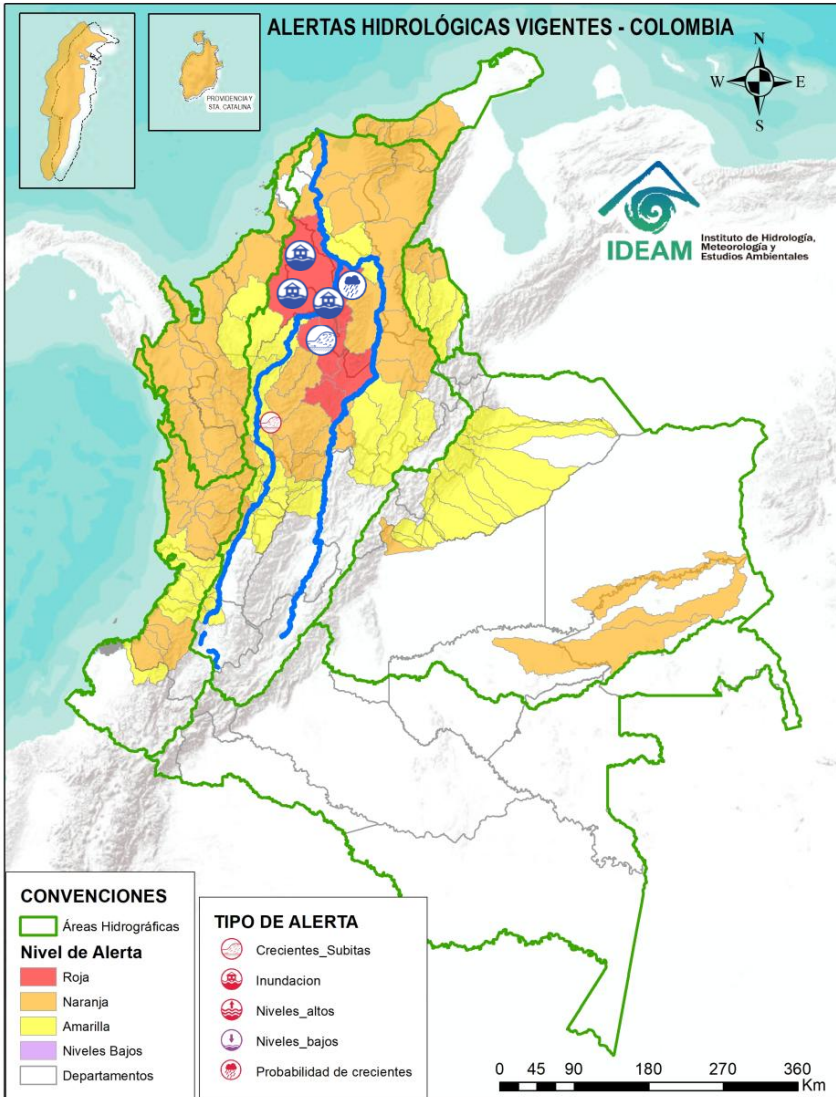 ALERTAS HIDROLÓGICAS VIGENTES - COLOMBIA
PROVIDENCIA Y
STA. CATALINA
N
W
E
S
IDEAM
Instituto de Hidrología,
Meteorología y
Estudios Ambientales
CONVENCIONES
Áreas Hidrográficas
Nivel de Alerta
Roja
Naranja
Amarilla
Niveles Bajos
Departamentos
TIPO DE ALERTA
Crecientes_Subitas
Inundacion
Niveles_altos
Niveles_bajos
Probabilidad de crecientes
0 45 90 180 270 360
Km